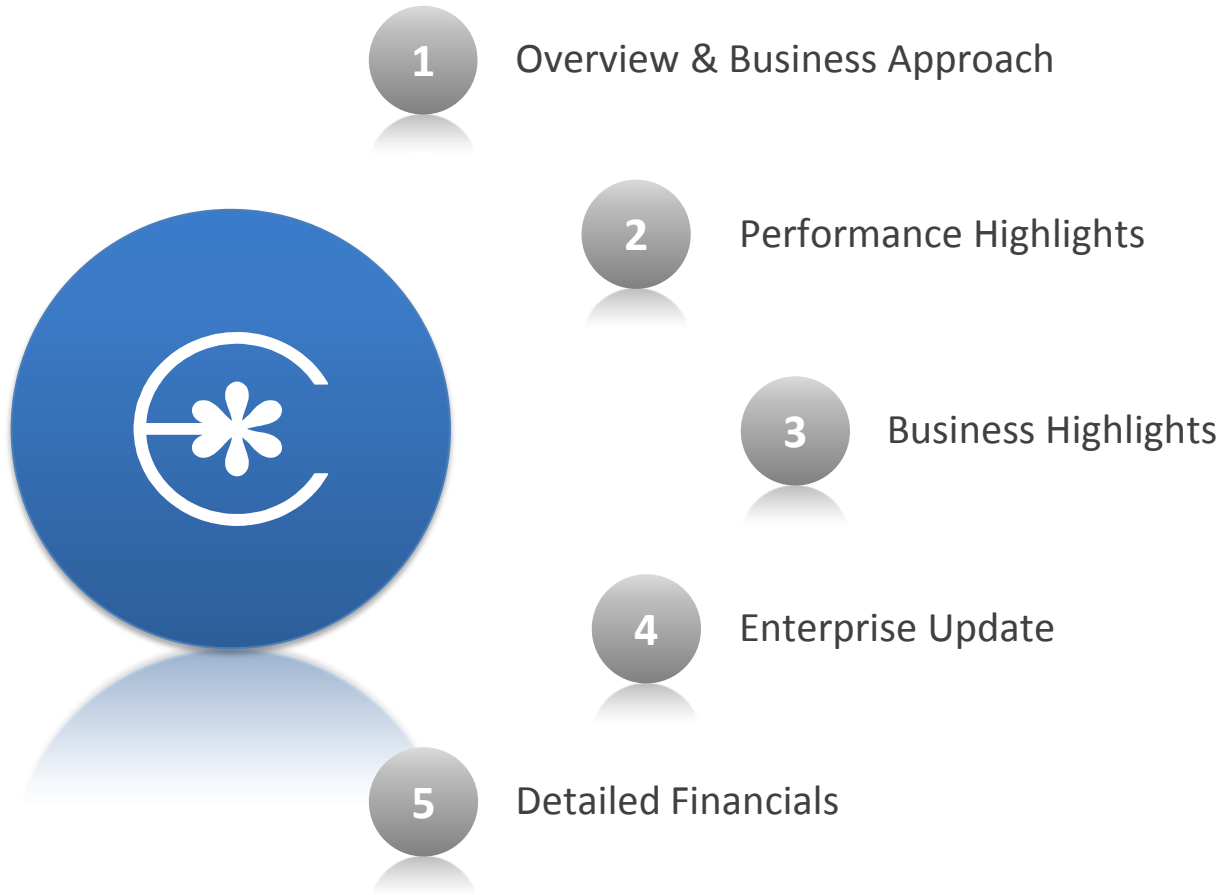 1 Overview & Business Approach
2 Performance Highlights
3 Business Highlights
4 Enterprise Update
5 Detailed Financials